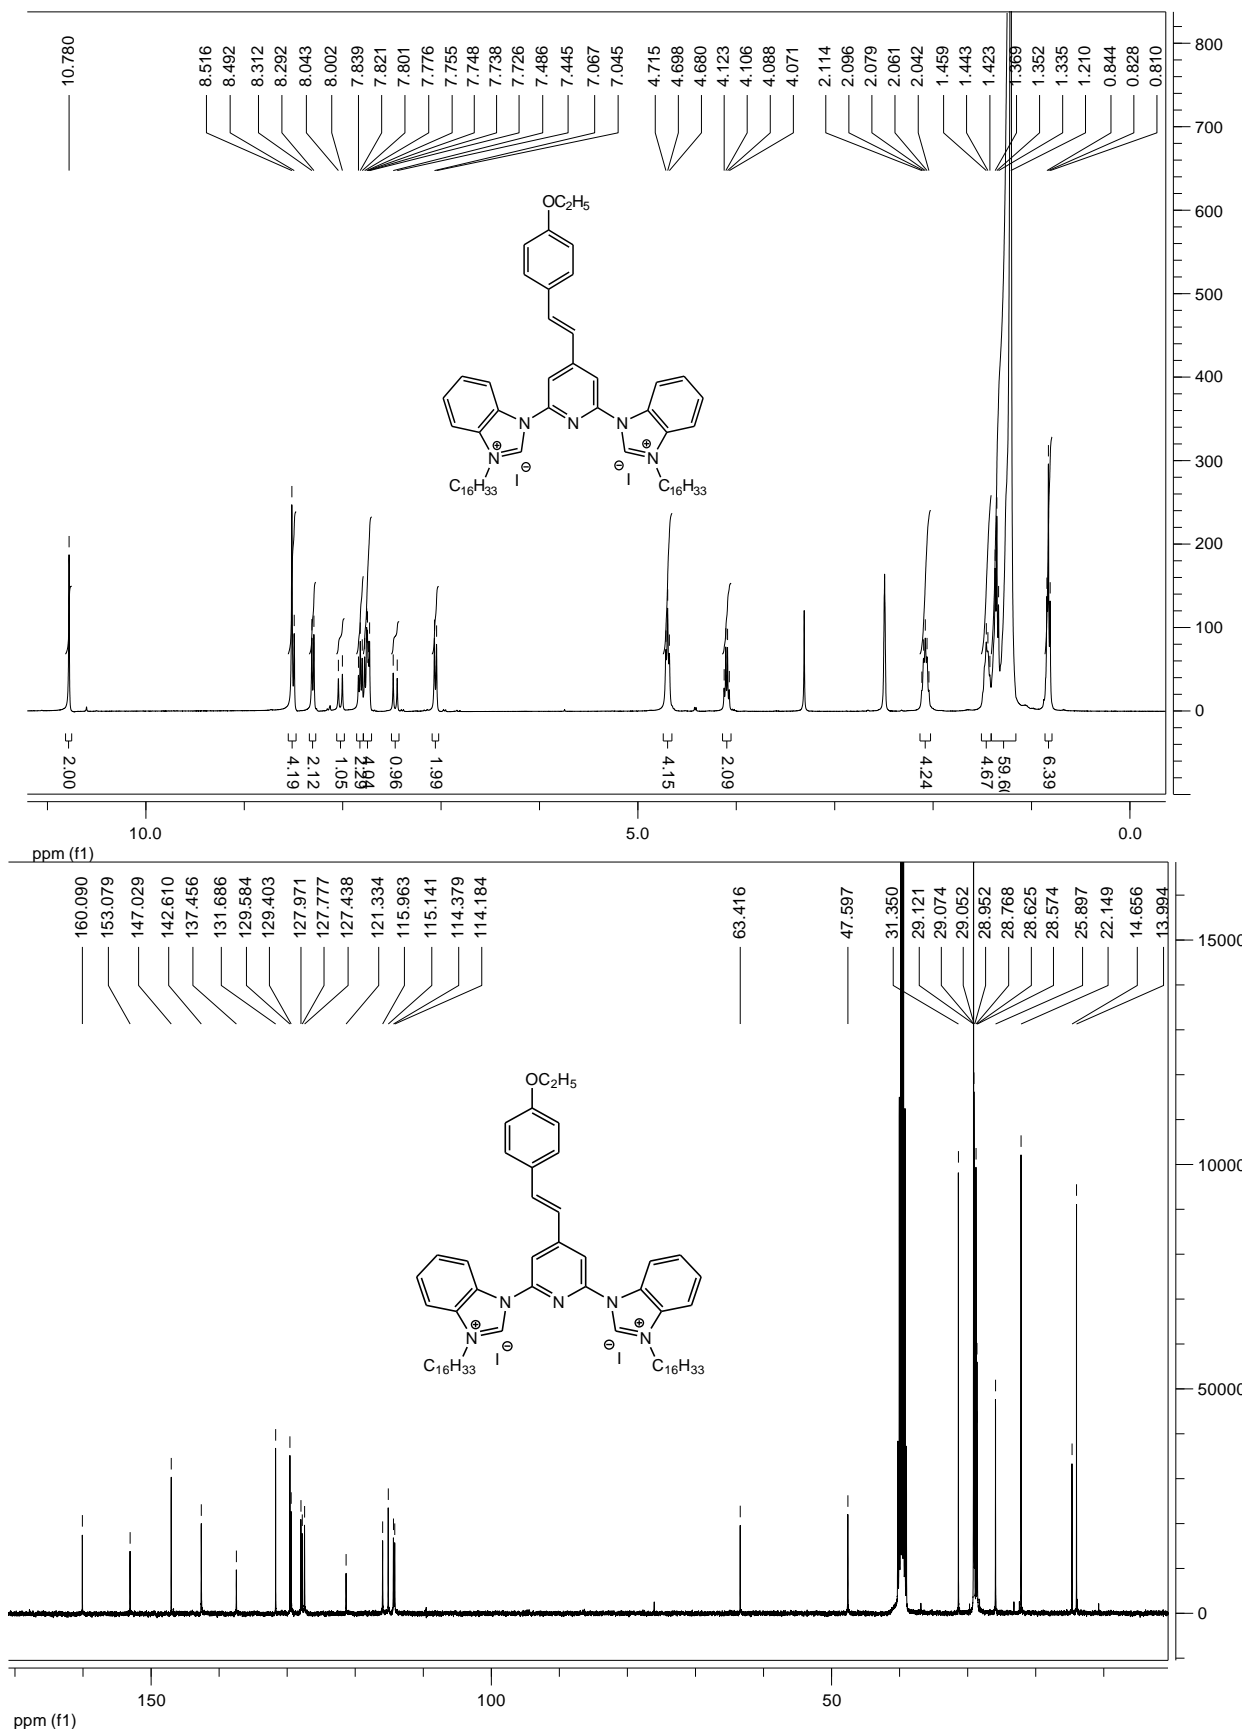 10.780 8.516 8.492 8.312 8.292 8.043 8.002 7.839 7.821 7.801 7.776 7.755 7.748 7.738 7.726 7.486 7.445 7.067 7.045 4.715 4.698 4.680 4.123 4.106 4.088 4.071 2.114 2.096 2.079 2.061 2.042 1.459 1.443 1.423 1.369 1.352 1.335 1.210 0.844 0.828 0.810
800
700
600
500
400
300
200
100
0
OC2H5
N N N
N⊕ ⊕N
I⊖ ⊖I
C16H33 C16H33
2.00 4.19 2.12 1.05 4.04 0.96 1.99 4.15 2.09 4.24 4.67 6.39
10.0 5.0 0.0
ppm (f1)
160.090 153.079 147.029 142.610 137.456 131.686 129.584 129.403 127.971 127.777 127.498 121.334 115.963 115.141 114.379 114.184 63.416 47.597 31.350 29.121 29.074 29.052 28.952 28.768 28.625 28.574 25.897 22.149 14.656 13.994
15000
10000
50000
0
OC2H5
N N N
N⊕ ⊕N
I⊖ ⊖I
C16H33 C16H33
150 100 50
ppm (f1)